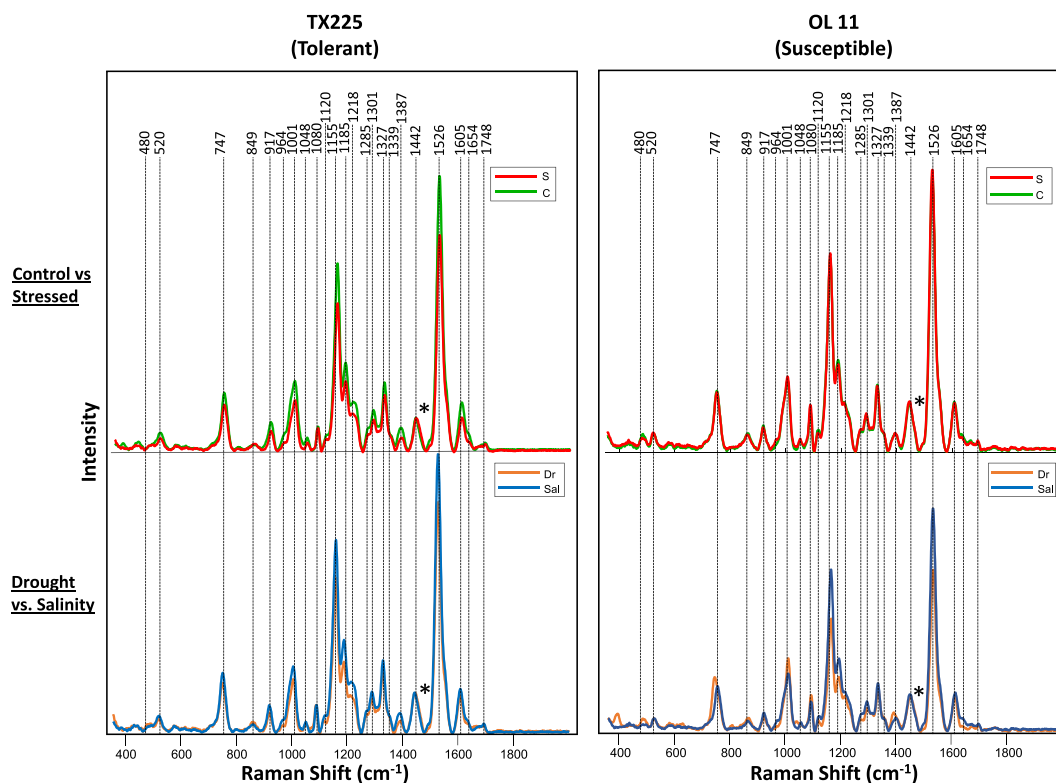 TX225
(Tolerant)
OL 11
(Susceptible)
480
520
747
849
917
964
1001
1048
1080
1120
1155
1185
1218
1285
1301
1327
1339
1387
1442
1526
1605
1654
1748
S
C
480
520
747
849
917
964
1001
1048
1080
1120
1155
1185
1218
1285
1301
1327
1339
1387
1442
1526
1605
1654
1748
S
C
Control vs
Stressed
*
*
Intensity
Dr
Sal
Dr
Sal
Drought
vs. Salinity
*
*
400 600 800 1000 1200 1400 1600 1800
400 600 800 1000 1200 1400 1600 1800
Raman Shift (cm-1)
Raman Shift (cm-1)